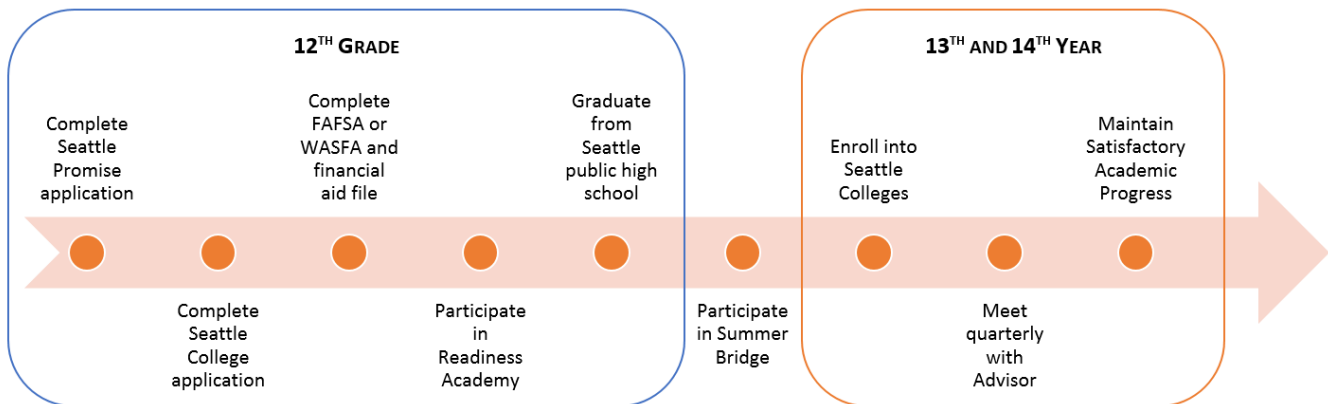 12TH GRADE
Complete
Seattle
Promise
application
Complete
Seattle
College
application
Complete
FAFSA or
WASFA and
financial
aid file
Participate
in
Readiness
Academy
Graduate
from
Seattle
public high
school
Participate
in Summer
Bridge
13TH AND 14TH YEAR
Enroll into
Seattle
Colleges
Meet
quarterly
with
Advisor
Maintain
Satisfactory
Academic
Progress